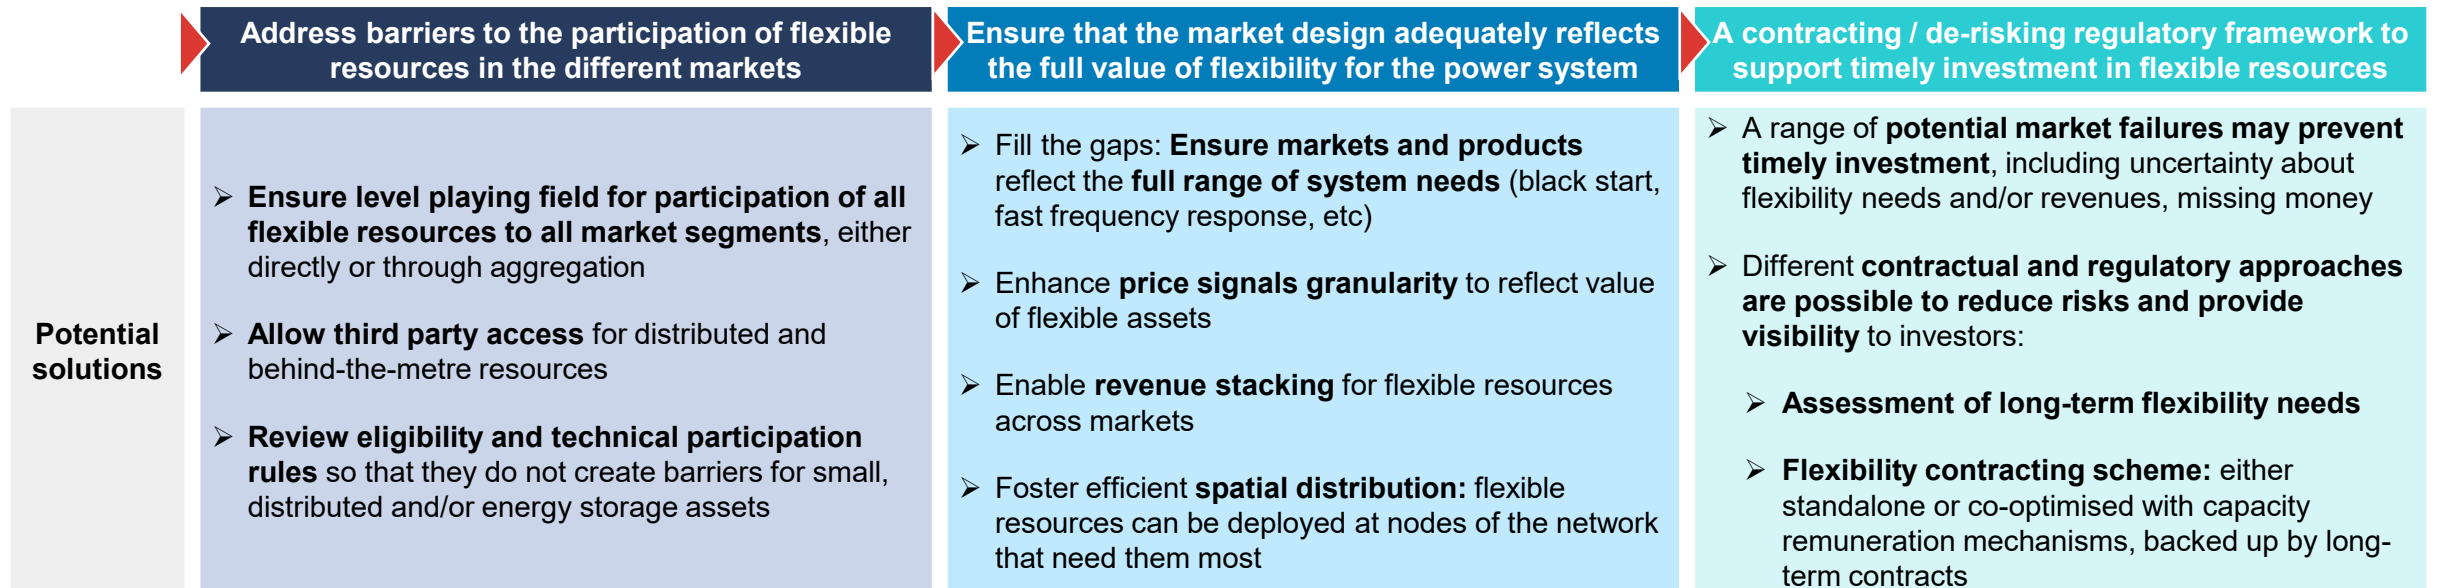 Address barriers to the participation of flexible
resources in the different markets
Ensure that the market design adequately reflects
the full value of flexibility for the power system
A contracting / de-risking regulatory framework to
support timely investment in flexible resources
Potential
solutions
➢ Ensure level playing field for participation of all
flexible resources to all market segments, either
directly or through aggregation
➢ Allow third party access for distributed and
behind-the-metre resources
➢ Review eligibility and technical participation
rules so that they do not create barriers for small,
distributed and/or energy storage assets
➢ Fill the gaps: Ensure markets and products
reflect the full range of system needs (black start,
fast frequency response, etc)
➢ Enhance price signals granularity to reflect value
of flexible assets
➢ Enable revenue stacking for flexible resources
across markets
➢ Foster efficient spatial distribution: flexible
resources can be deployed at nodes of the network
that need them most
➢ A range of potential market failures may prevent
timely investment, including uncertainty about
flexibility needs and/or revenues, missing money
➢ Different contractual and regulatory approaches
are possible to reduce risks and provide
visibility to investors:
➢ Assessment of long-term flexibility needs
➢ Flexibility contracting scheme: either
standalone or co-optimised with capacity
remuneration mechanisms, backed up by long-
term contracts